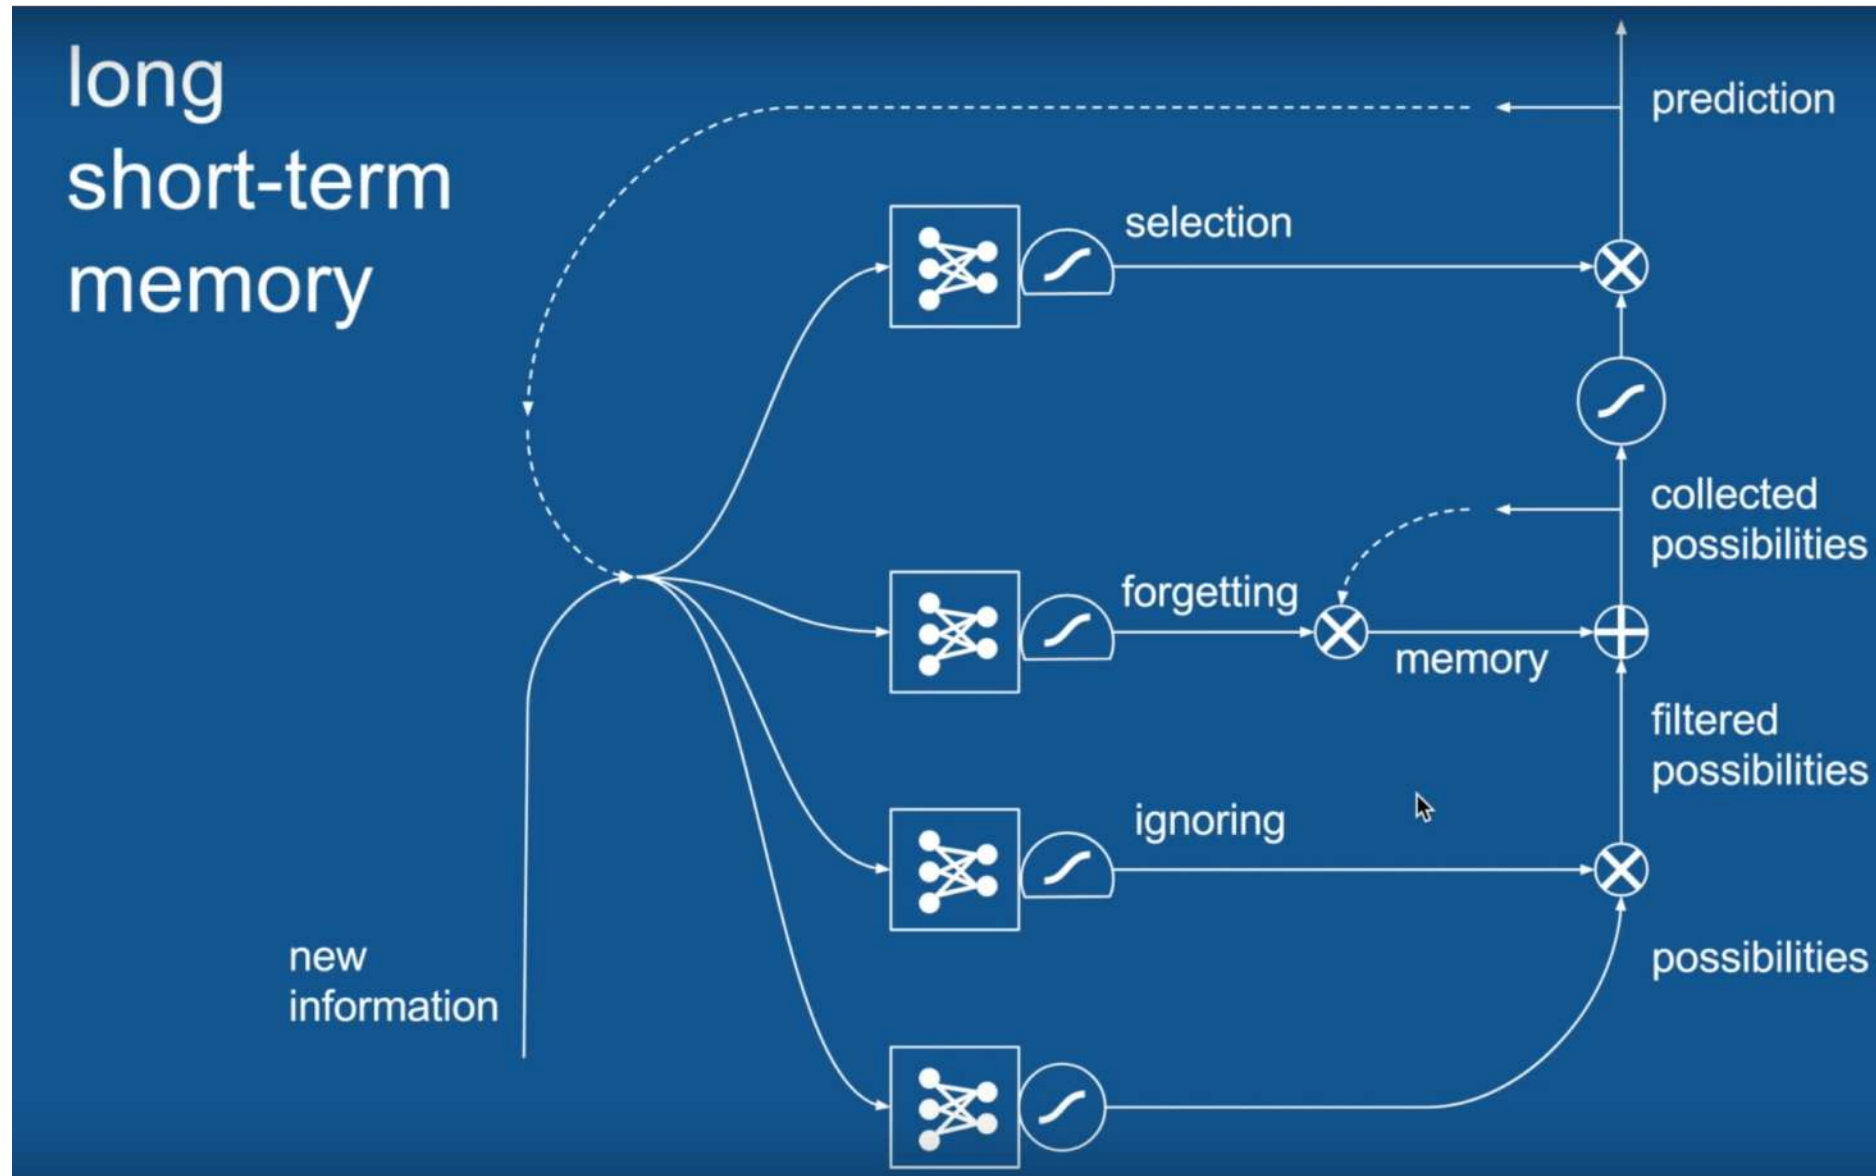 long
short-term
memory
prediction
selection
collected
possibilities
forgetting
memory
filtered
possibilities
ignoring
new
information
possibilities